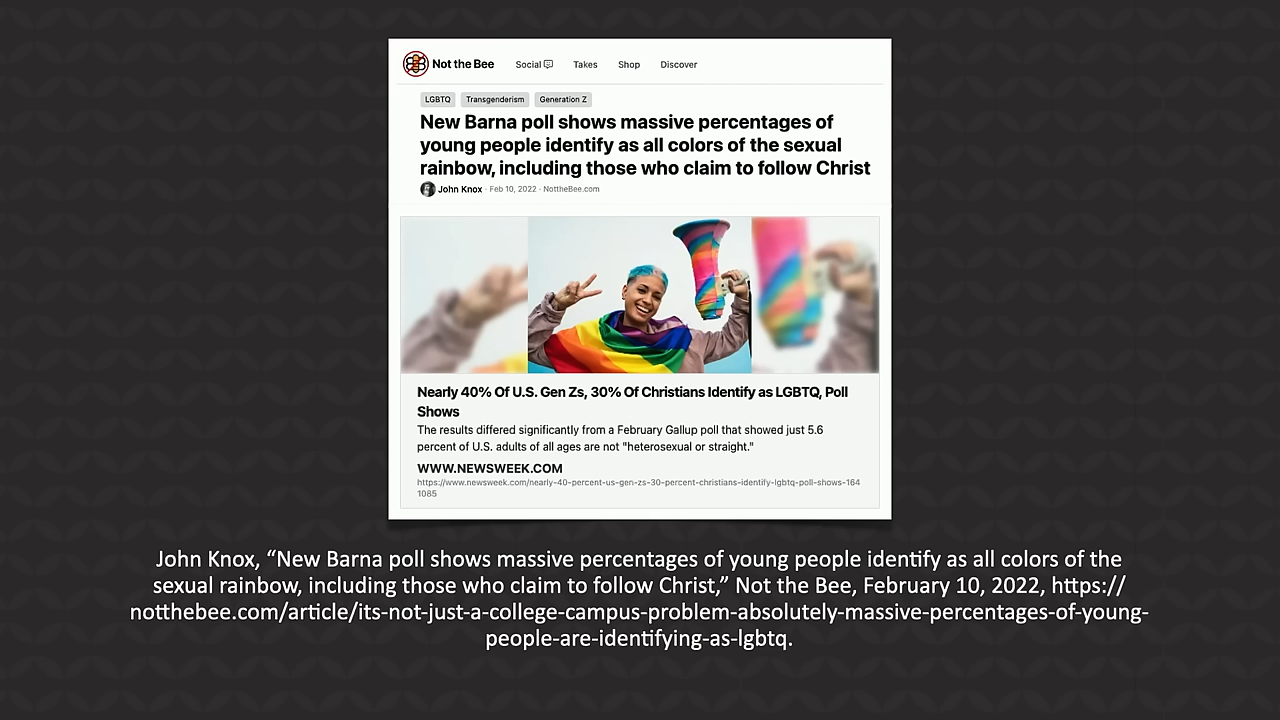 Not the Bee
Social
Takes
Shop
Discover
LGBTQ
Transgenderism
Generation Z
New Barna poll shows massive percentages of
young people identify as all colors of the sexual
rainbow, including those who claim to follow Christ
John Knox · Feb 10, 2022 · NottheBee.com
Nearly 40% Of U.S. Gen Zs, 30% Of Christians Identify as LGBTQ, Poll
Shows
The results differed significantly from a February Gallup poll that showed just 5.6
percent of U.S. adults of all ages are not "heterosexual or straight."
WWW.NEWSWEEK.COM
https://www.newsweek.com/nearly-40-percent-us-gen-zs-30-percent-christians-identify-lgbtq-poll-shows-164
1085
John Knox, “New Barna poll shows massive percentages of young people identify as all colors of the
sexual rainbow, including those who claim to follow Christ,” Not the Bee, February 10, 2022, https://
notthebee.com/article/its-not-just-a-college-campus-problem-absolutely-massive-percentages-of-young-
people-are-identifying-as-lgbtq.